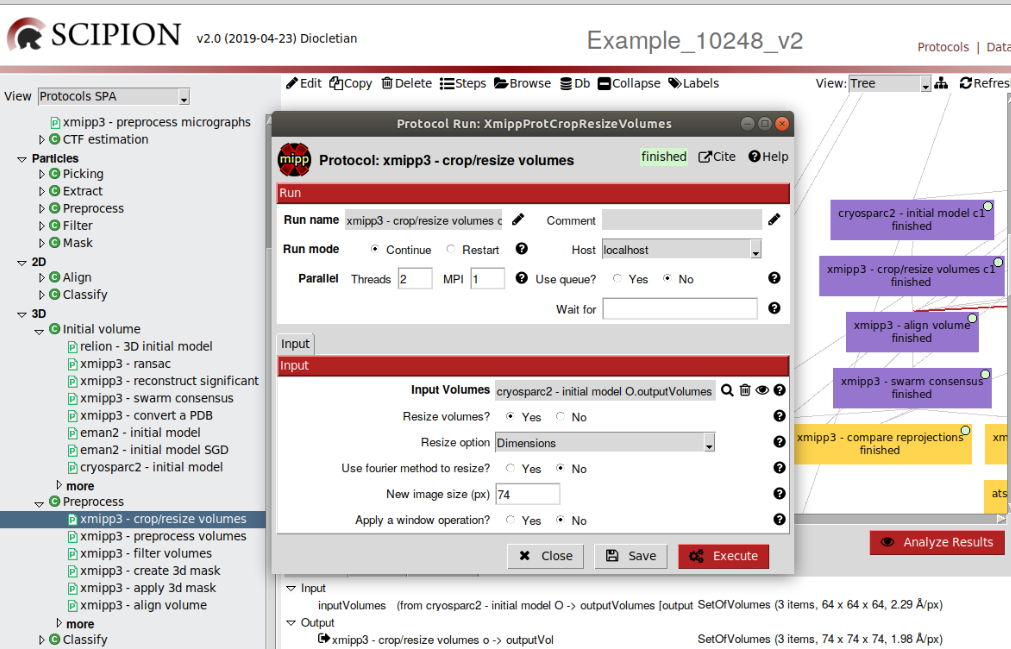 SCIPION v2.0 (2019-04-23) Diocletian
Example_10248_v2
Protocols | Data
View Protocols SPA
Edit Copy Delete Steps Browse Db Collapse Labels
View: Tree Refres
xmipp3 - preprocess micrographs
CTF estimation
Particles
Picking
Extract
Preprocess
Filter
Mask
2D
Align
Classify
3D
Initial volume
relion - 3D initial model
xmipp3 - ransac
xmipp3 - reconstruct significant
xmipp3 - swarm consensus
xmipp3 - convert a PDB
eman2 - initial model
eman2 - initial model SGD
cryosparc2 - initial model
more
Preprocess
xmipp3 - crop/resize volumes
xmipp3 - preprocess volumes
xmipp3 - filter volumes
xmipp3 - create 3d mask
xmipp3 - apply 3d mask
xmipp3 - align volume
more
Classify
Protocol Run: XmippProtCropResizeVolumes
mipp
Protocol: xmipp3 - crop/resize volumes
finished Cite Help
Run
Run name xmipp3 - crop/resize volumes c Comment
Run mode Continue Restart Host localhost
Parallel Threads 2 MPI 1 Use queue? Yes No
Wait for
Input
Input
Input Volumes cryosparc2 - initial model O.outputVolumes
Resize volumes? Yes No
Resize option Dimensions
Use fourier method to resize? Yes No
New image size (px) 74
Apply a window operation? Yes No
Close Save Execute
cryosparc2 - initial model c1
finished
xmipp3 - crop/resize volumes c1
finished
xmipp3 - align volume
finished
xmipp3 - swarm consensus
finished
xmipp3 - compare reprojections
finished
xm
ats
Analyze Results
Input
inputVolumes (from cryosparc2 - initial model O -> outputVolumes [output SetOfVolumes (3 items, 64 x 64 x 64, 2.29 Å/px)
Output
xmipp3 - crop/resize volumes o -> outputVol SetOfVolumes (3 items, 74 x 74 x 74, 1.98 Å/px)